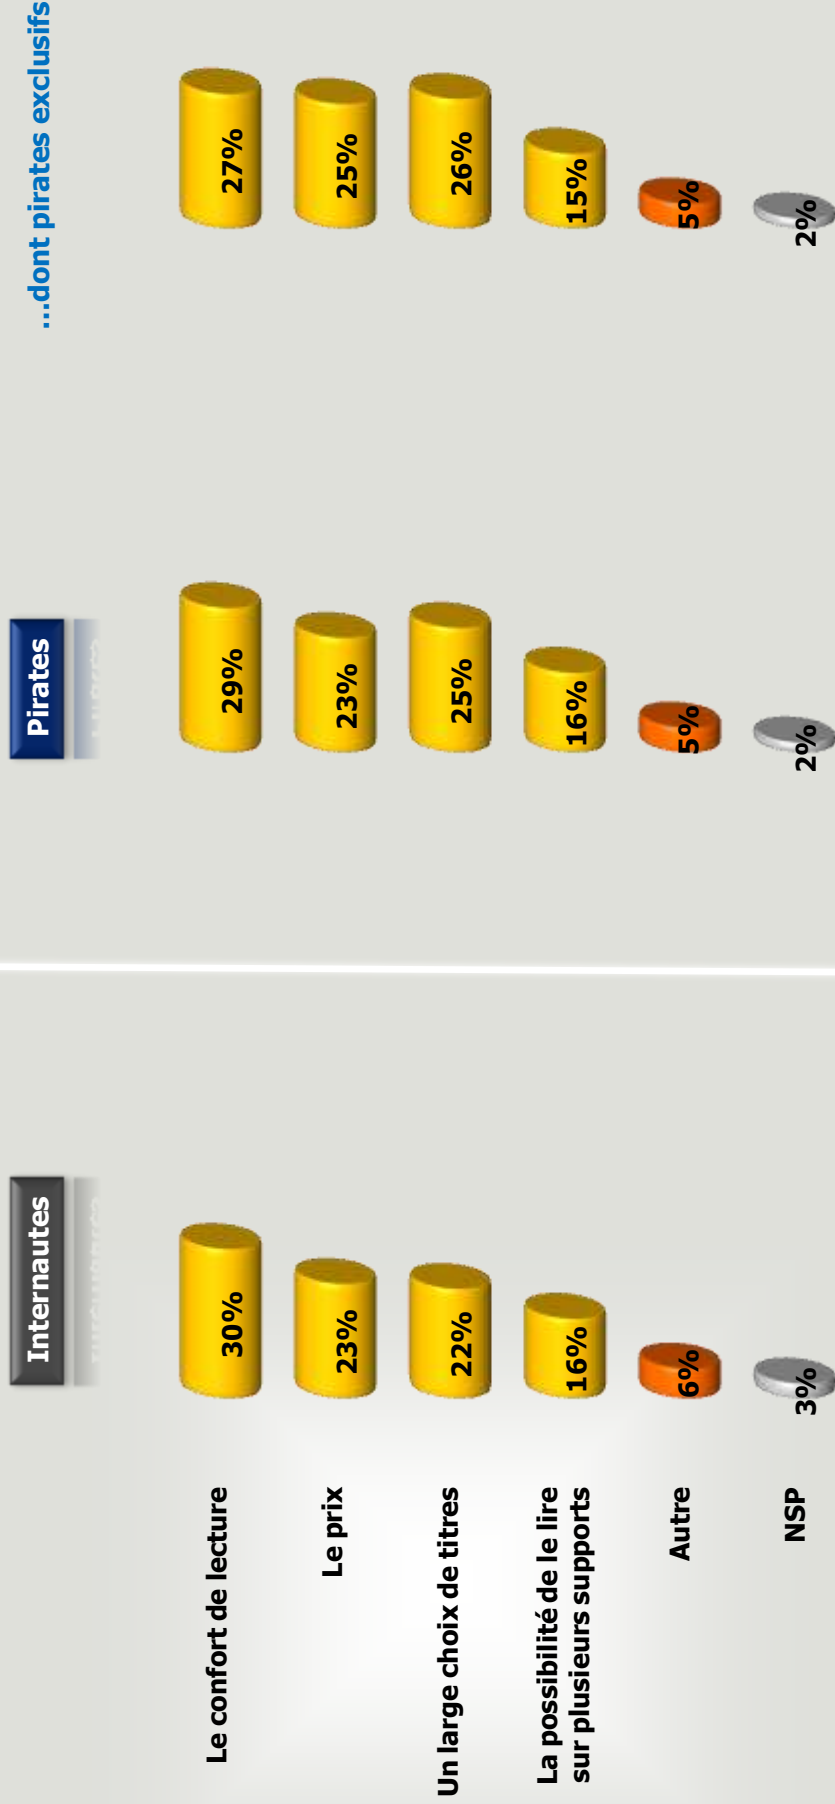 Internautes
Pirates
...dont pirates exclusifs
Le confort de lecture
30%
29%
27%
Le prix
23%
23%
25%
Un large choix de titres
22%
25%
26%
La possibilité de le lire
sur plusieurs supports
16%
16%
15%
Autre
6%
5%
5%
NSP
3%
2%
2%